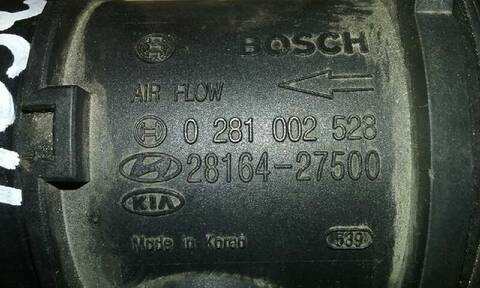 BOSCH
AIR FLOW
0 281 002 528
28164-27500
KIA
Made in Korea
539